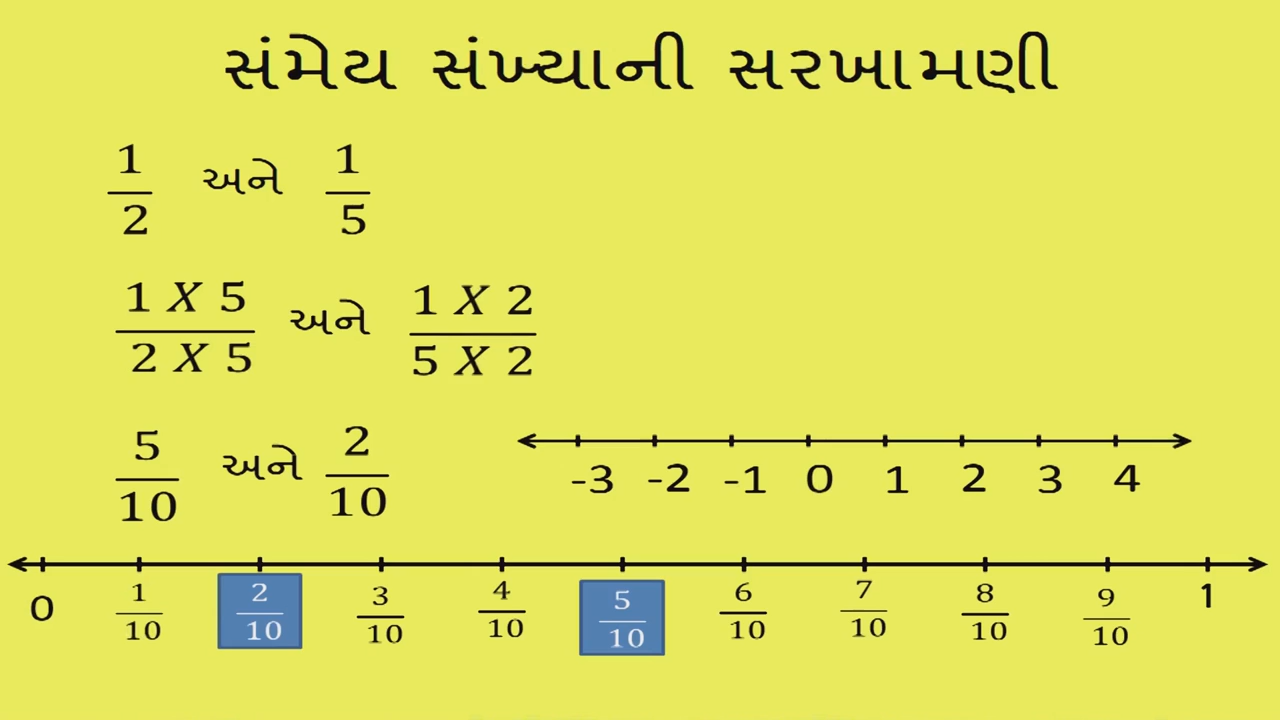 સંમેય સંખ્યાની સરખામણી
1/2 અને 1/5
1 X 5/2 X 5 અને 1 X 2/5 X 2
5/10 અને 2/10
-3 -2 -1 0 1 2 3 4
0 1/10 2/10 3/10 4/10 5/10 6/10 7/10 8/10 9/10 1